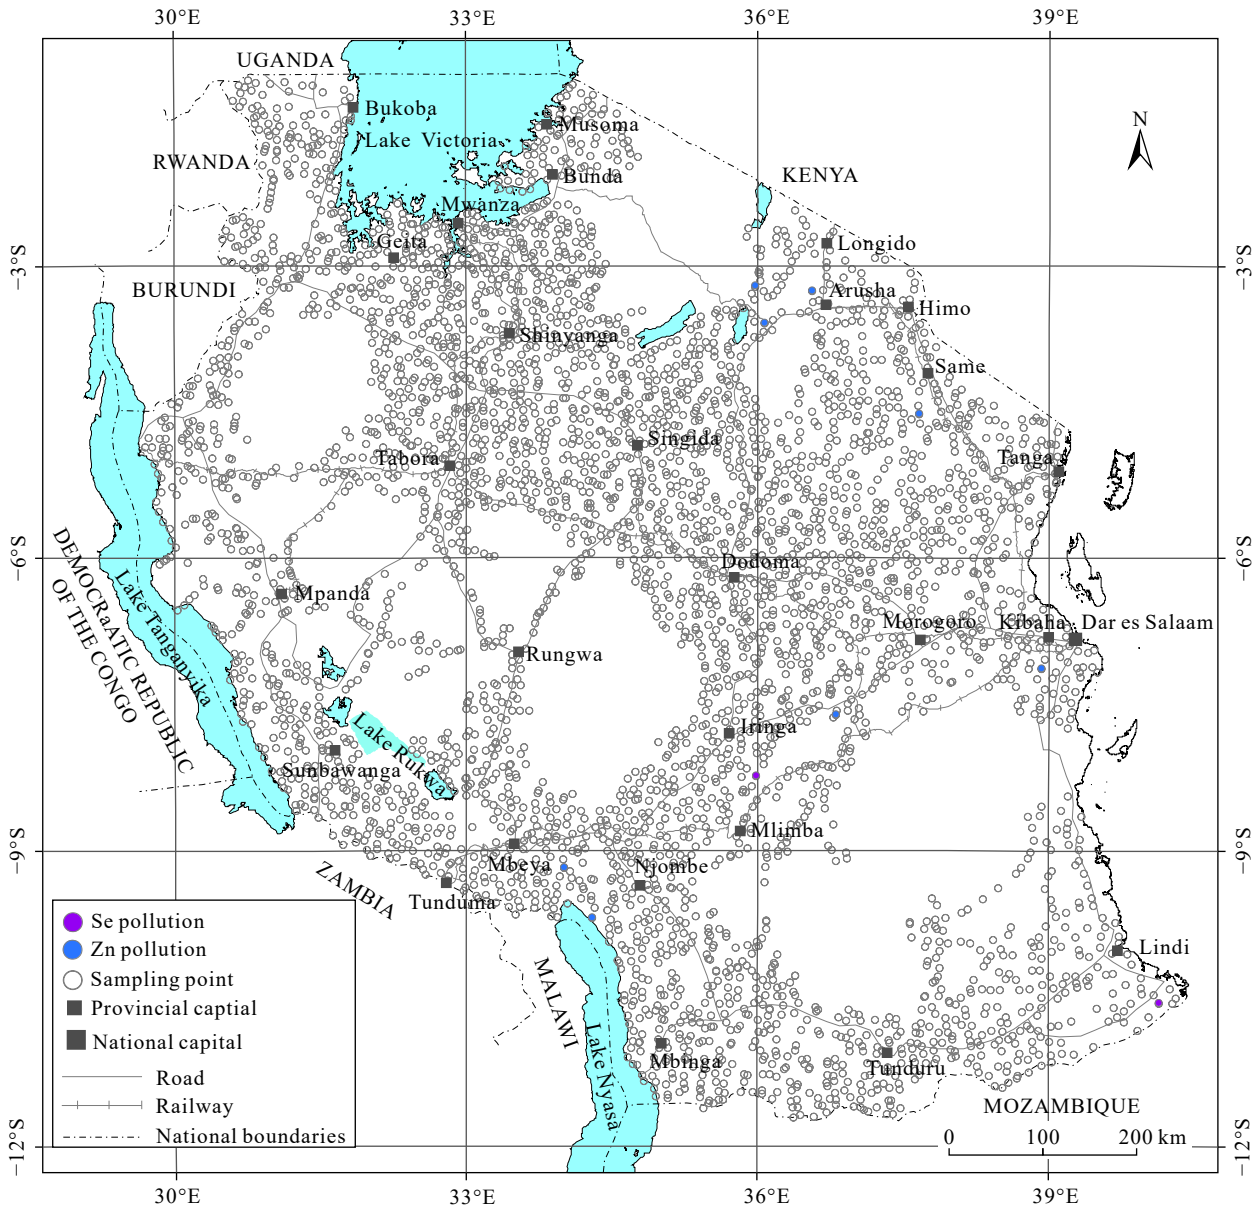 30°E 33°E 36°E 39°E
UGANDA
Bukoba
Musoma
Lake Victoria
RWANDA
Bunda
KENYA
N
Mwanza
Geita
Longido
−3°S −3°S
BURUNDI
Arusha
Himo
Shinyanga
Same
Singida
Tabora
Tanga
−6°S −6°S
Dodoma
DEMOCRaATIC REPUBLIC
OF THE CONGO
Lake Tanganyika
Mpanda
Morogoro
Kibaha
Dar es Salaam
Rungwa
Iringa
Lake Rukwa
Sunbawanga
Mlimba
−9°S −9°S
Mbeya
Njombe
ZAMBIA
Tunduma
Lindi
MALAWI
Lake Nyasa
Mbinga
Tunduru
MOZAMBIQUE
Se pollution
Zn pollution
Sampling point
Provincial captial
National capital
Road
Railway
National boundaries
0 100 200 km
−12°S −12°S
30°E 33°E 36°E 39°E